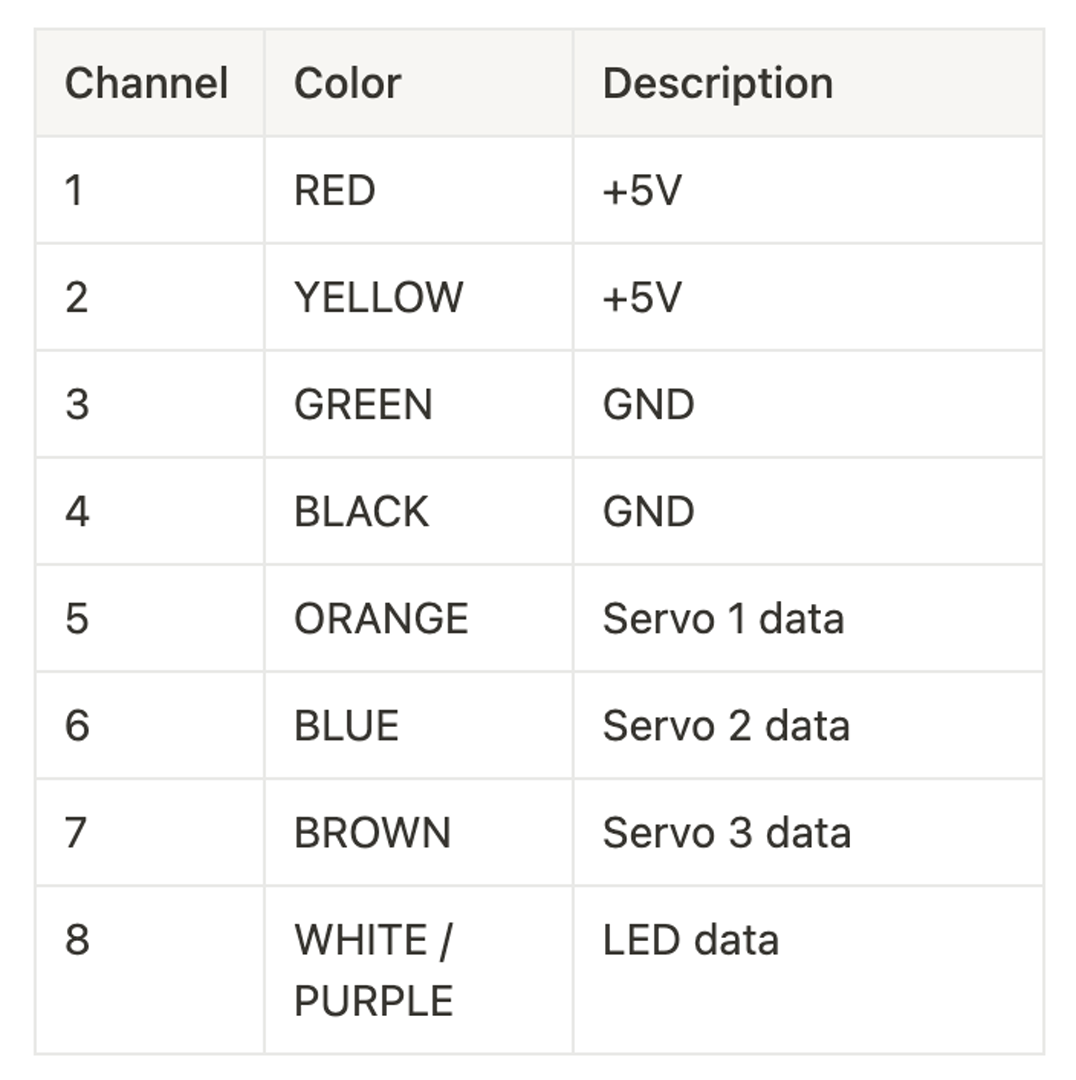 Channel Color Description
1 RED +5V
2 YELLOW +5V
3 GREEN GND
4 BLACK GND
5 ORANGE Servo 1 data
6 BLUE Servo 2 data
7 BROWN Servo 3 data
8 WHITE / LED data
PURPLE